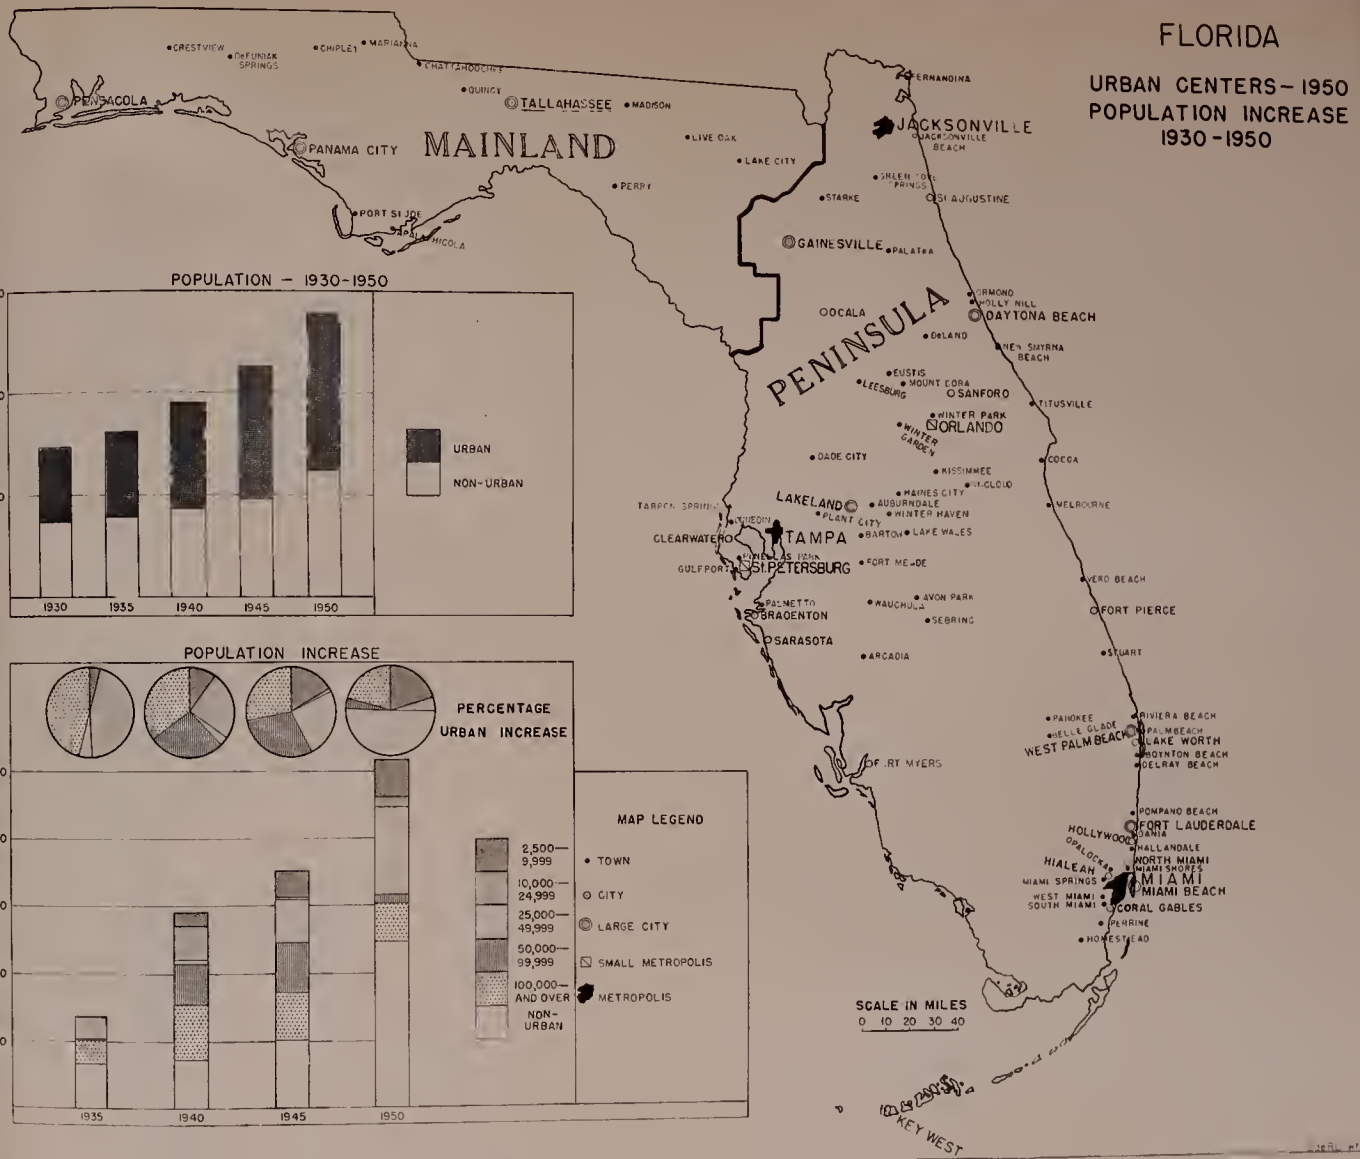 FLORIDA
URBAN CENTERS-1950
POPULATION INCREASE
1930-1950
CRESTVIEW
DeFUNIAK
SPRINGS
CHIPLEY
MARIANNA
CHATTAHOOCHEE
QUINCY
PENSACOLA
TALLAHASSEE
MADISON
FERNANDINA
JACKSONVILLE
JACKSONVILLE
BEACH
MAINLAND
PANAMA CITY
LIVE OAK
LAKE CITY
PERRY
STARKE
ST. AUGUSTINE
PORT ST JOE
GAINESVILLE
PALATKA
POPULATION - 1930-1950
URBAN
NON-URBAN
1930 1935 1940 1945 1950
ORMOND
HOLLY HILL
DAYTONA BEACH
OCALA
PENINSULA
DeLAND
NEW SMYRNA
BEACH
EUSTIS
LEESBURG
MOUNT DORA
SANFORD
TITUSVILLE
WINTER PARK
ORLANDO
WINTER
GARDEN
DADE CITY
COCOA
KISSIMMEE
ST.CLOUD
LAKELAND
HAINES CITY
AUBURNDALE
MELBOURNE
TARPON SPRINGS
PLANT CITY
WINTER HAVEN
DUNEDIN
CLEARWATER
TAMPA
BARTOW
LAKE WALES
PINELLAS PARK
GULFPORT
ST. PETERSBURG
FORT MEADE
VERO BEACH
PALMETTO
WAUCHULA
AVON PARK
BRADENTON
SEBRING
FORT PIERCE
SARASOTA
ARCADIA
STUART
PAHOKEE
RIVIERA BEACH
BELLE GLADE
PALM BEACH
WEST PALM BEACH
LAKE WORTH
BOYNTON BEACH
DELRAY BEACH
FORT MYERS
POMPANO BEACH
FORT LAUDERDALE
HOLLYWOOD
DANIA
OPALOCKA
HALLANDALE
HIALEAH
NORTH MIAMI
MIAMI SHORES
MIAMI SPRINGS
MIAMI
MIAMI BEACH
WEST MIAMI
SOUTH MIAMI
CORAL GABLES
PERRINE
HOMESTEAD
POPULATION INCREASE
PERCENTAGE
URBAN INCREASE
2,500—
9,999
10,000—
24,999
25,000—
49,999
50,000—
99,999
100,000—
AND OVER
NON-
URBAN
1935 1940 1945 1950
MAP LEGEND
TOWN
CITY
LARGE CITY
SMALL METROPOLIS
METROPOLIS
SCALE IN MILES
0 10 20 30 40
KEY WEST